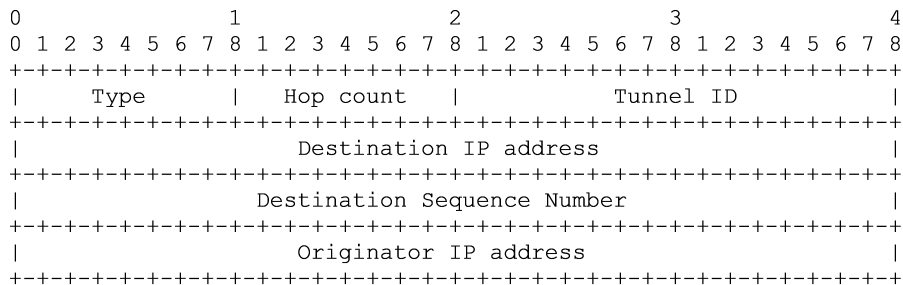 0               1               2               3               4
0 1 2 3 4 5 6 7 8 1 2 3 4 5 6 7 8 1 2 3 4 5 6 7 8 1 2 3 4 5 6 7 8
+-+-+-+-+-+-+-+-+-+-+-+-+-+-+-+-+-+-+-+-+-+-+-+-+-+-+-+-+-+-+-+-+
|     Type      |   Hop count   |           Tunnel ID           |
+-+-+-+-+-+-+-+-+-+-+-+-+-+-+-+-+-+-+-+-+-+-+-+-+-+-+-+-+-+-+-+-+
|                    Destination IP address                     |
+-+-+-+-+-+-+-+-+-+-+-+-+-+-+-+-+-+-+-+-+-+-+-+-+-+-+-+-+-+-+-+-+
|                 Destination Sequence Number                   |
+-+-+-+-+-+-+-+-+-+-+-+-+-+-+-+-+-+-+-+-+-+-+-+-+-+-+-+-+-+-+-+-+
|                    Originator IP address                      |
+-+-+-+-+-+-+-+-+-+-+-+-+-+-+-+-+-+-+-+-+-+-+-+-+-+-+-+-+-+-+-+-+